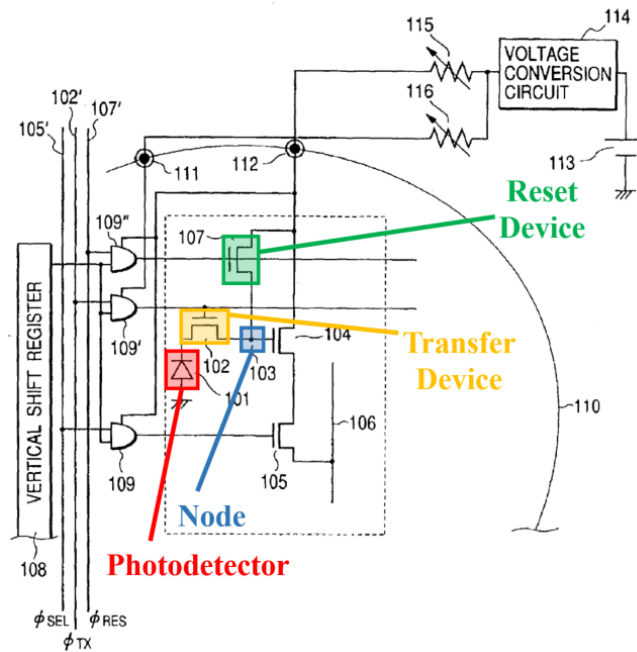 115
114
VOLTAGE
CONVERSION
CIRCUIT
102'
105'
107'
116
111
112
113
109"
107
Reset
Device
109'
104
Transfer
Device
102
103
101
VERTICAL SHIFT REGISTER
106
110
109
105
Node
108
Photodetector
ϕSEL
ϕRES
ϕTX